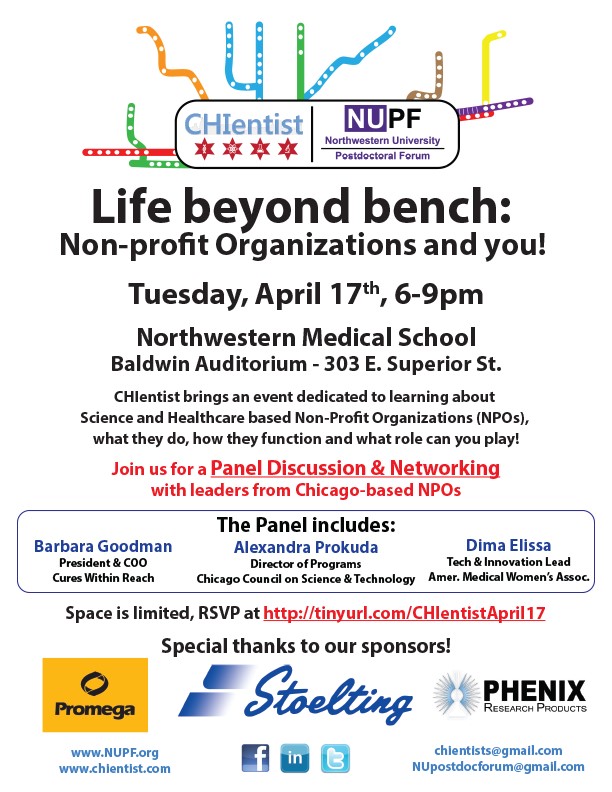 CHIentist
NUPF
Northwestern University
Postdoctoral Forum
Life beyond bench:
Non-profit Organizations and you!
Tuesday, April 17th, 6-9pm
Northwestern Medical School
Baldwin Auditorium - 303 E. Superior St.
CHIentist brings an event dedicated to learning about
Science and Healthcare based Non-Profit Organizations (NPOs),
what they do, how they function and what role can you play!
Join us for a Panel Discussion & Networking
with leaders from Chicago-based NPOs
The Panel includes:
Barbara Goodman
President & COO
Cures Within Reach
Alexandra Prokuda
Director of Programs
Chicago Council on Science & Technology
Dima Elissa
Tech & Innovation Lead
Amer. Medical Women's Assoc.
Space is limited, RSVP at http://tinyurl.com/CHIentistApril17
Special thanks to our sponsors!
Promega
Stoelting
PHENIX
RESEARCH PRODUCTS
www.NUPF.org
www.chientist.com
f in t
chientists@gmail.com
NUpostdocforum@gmail.com